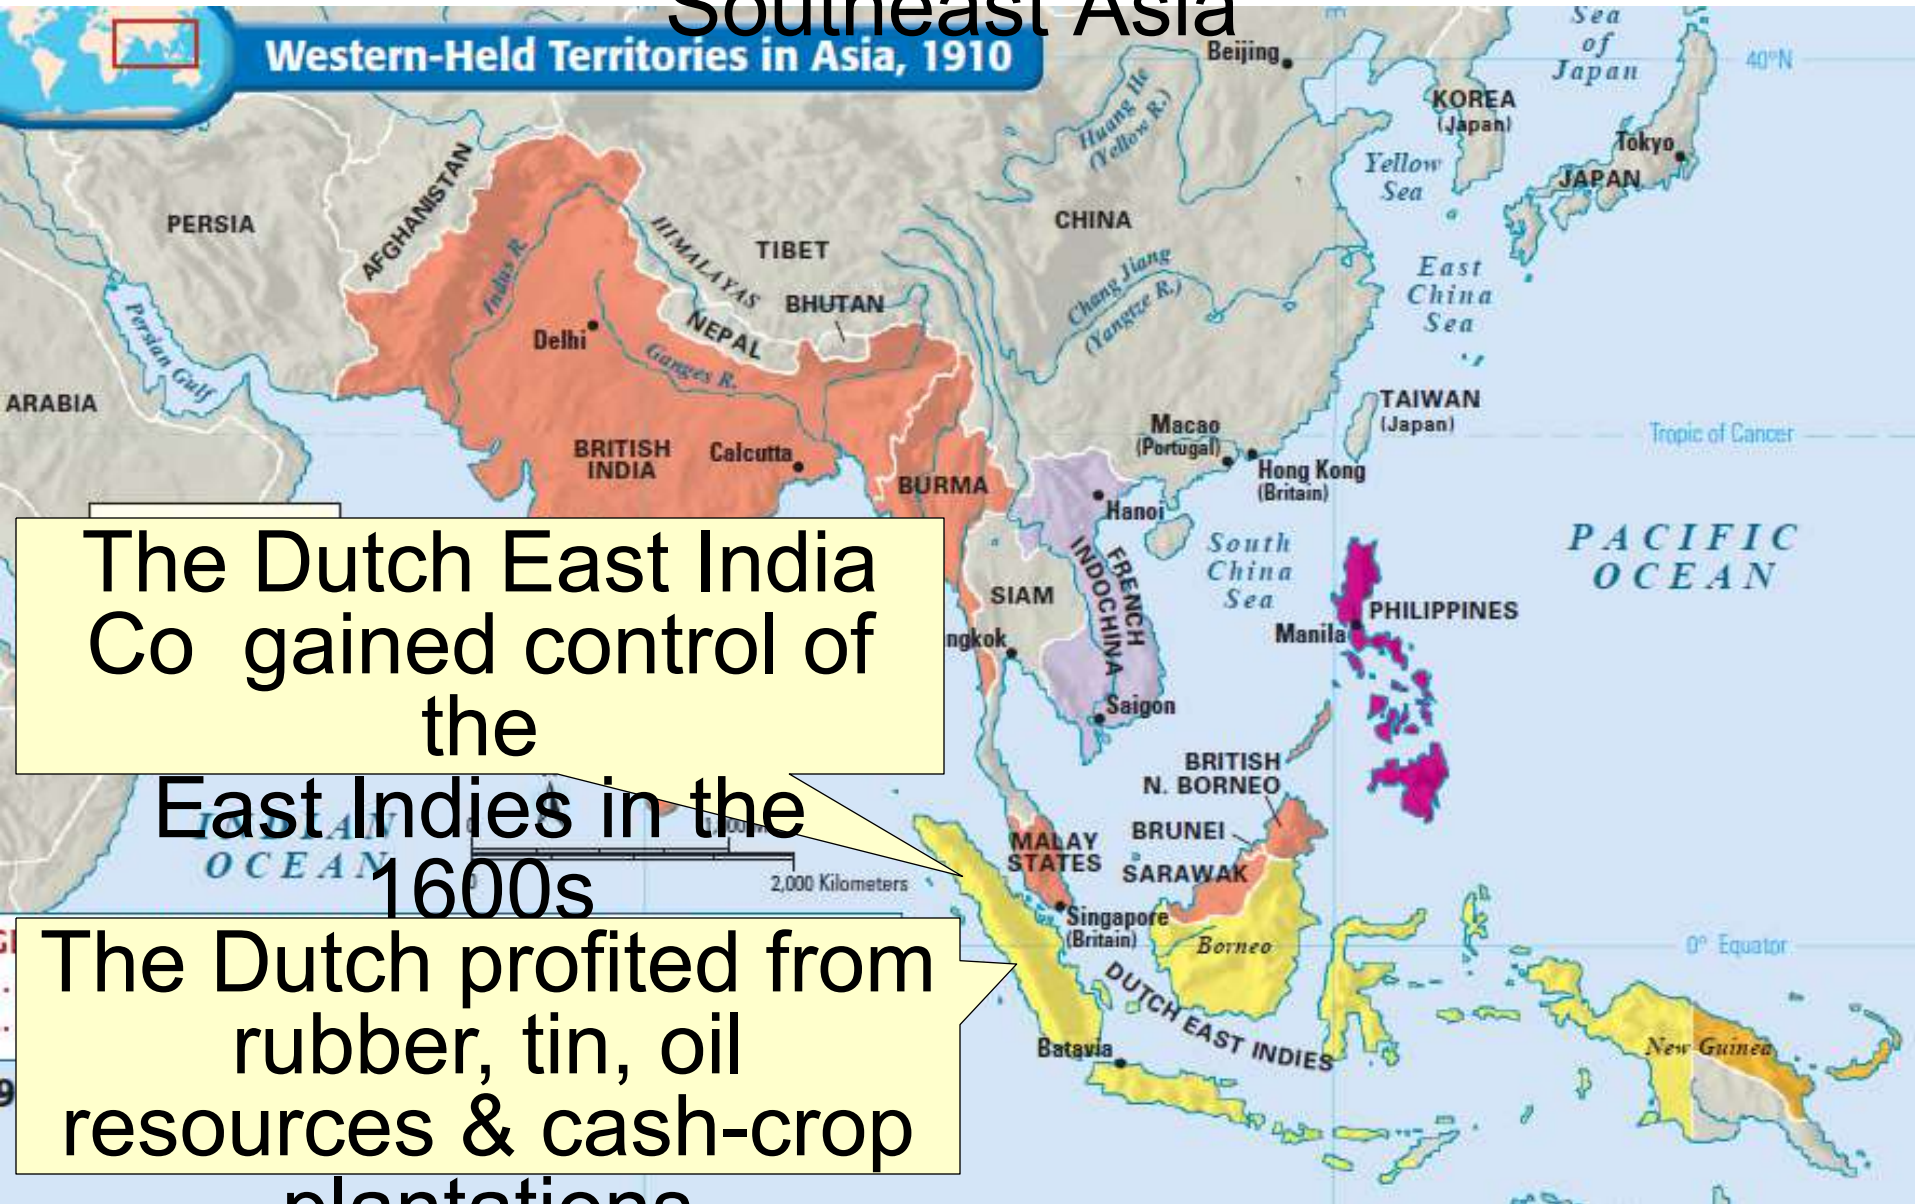 Southeast Asia
Western-Held Territories in Asia, 1910
Beijing
Sea
of
Japan
40°N
Huang He
(Yellow R.)
KOREA
(Japan)
Tokyo
JAPAN
Yellow
Sea
AFGHANISTAN
PERSIA
Indus R.
HIMALAYAS
TIBET
CHINA
BHUTAN
Chang Jiang
(Yangtze R.)
East
China
Sea
Persian Gulf
Delhi
NEPAL
Ganges R.
ARABIA
TAIWAN
(Japan)
Tropic of Cancer
BRITISH
INDIA
Calcutta
Macao
(Portugal)
Hong Kong
(Britain)
BURMA
Hanoi
The Dutch East India
Co gained control of
the
East Indies in the
1600s
South
China
Sea
PACIFIC
OCEAN
SIAM
FRENCH
INDOCHINA
ngkok
PHILIPPINES
Manila
Saigon
BRITISH
N. BORNEO
BRUNEI
SARAWAK
INDIAN
OCEAN
0
2,000 Kilometers
MALAY
STATES
Singapore
(Britain)
Borneo
0° Equator
The Dutch profited from
rubber, tin, oil
resources & cash-crop
plantations
DUTCH EAST INDIES
Batavia
New Guinea
9